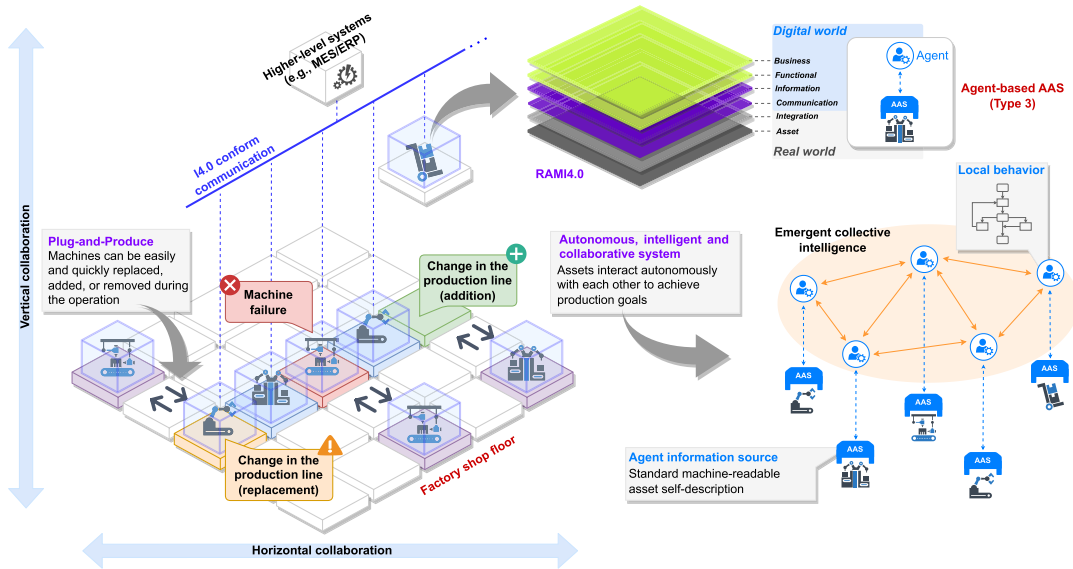 Higher-level systems
(e.g., MES/ERP)
I4.0 conform
communication
Vertical collaboration
Horizontal collaboration
Plug-and-Produce
Machines can be easily
and quickly replaced,
added, or removed during
the operation
Machine
failure
Change in the
production line
(addition)
Change in the
production line
(replacement)
Factory shop floor
RAMI4.0
Digital world
Business
Functional
Information
Communication
Integration
Asset
Real world
Agent
AAS
Agent-based AAS
(Type 3)
Autonomous, intelligent and
collaborative system
Assets interact autonomously
with each other to achieve
production goals
Local behavior
Emergent collective
intelligence
AAS
AAS
AAS
AAS
AAS
Agent information source
Standard machine-readable
asset self-description